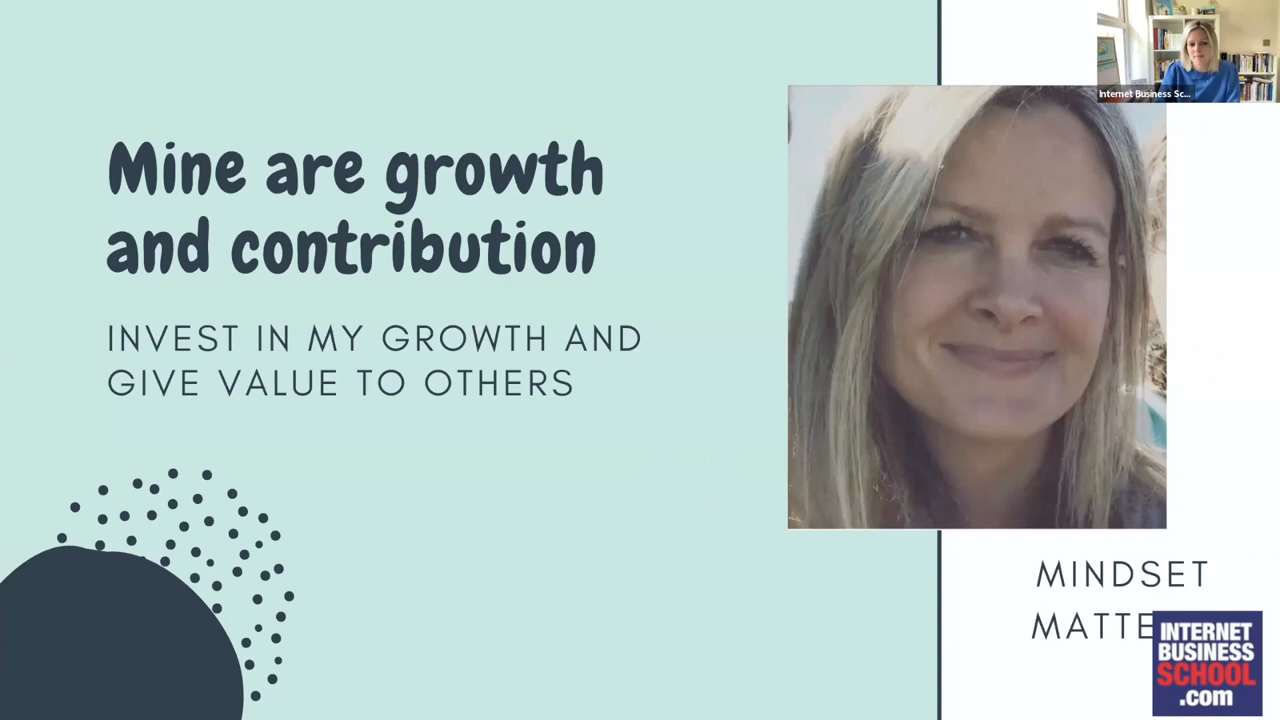 Internet Business Sc...
Mine are growth
and contribution
INVEST IN MY GROWTH AND
GIVE VALUE TO OTHERS
MINDSET
MATTE
INTERNET
BUSINESS
SCHOOL
.com